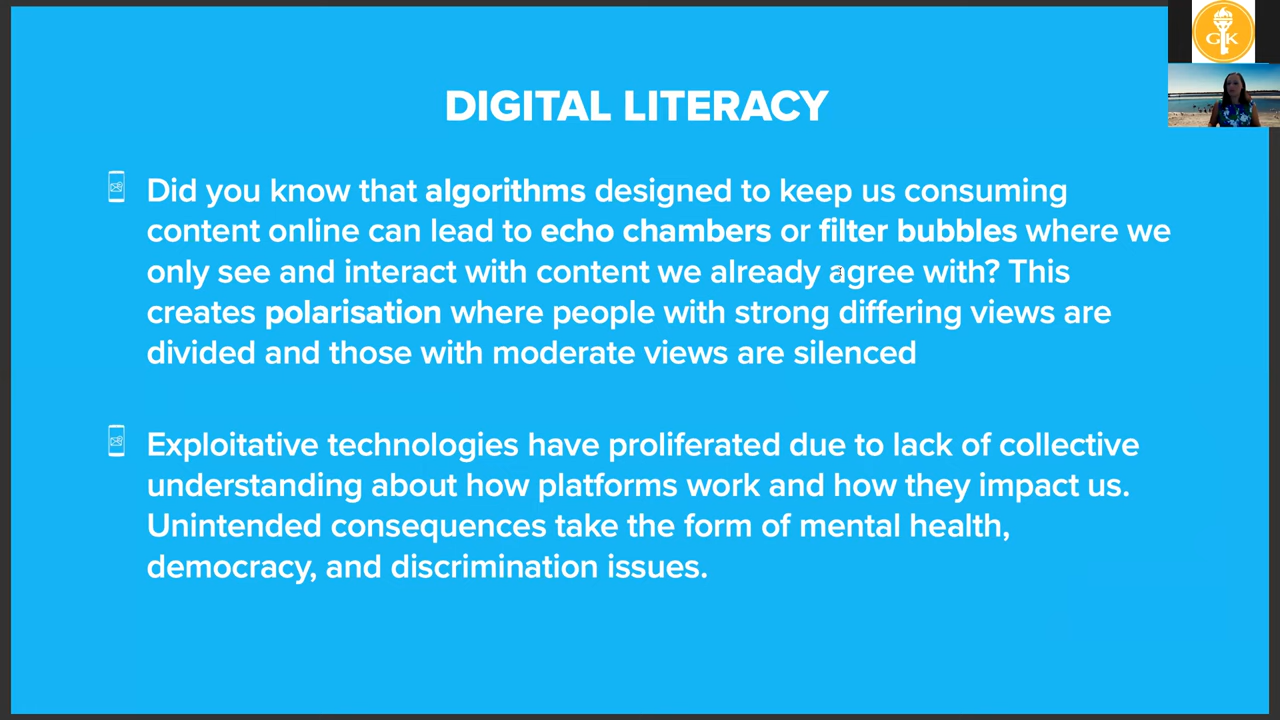 DIGITAL LITERACY
Did you know that algorithms designed to keep us consuming
content online can lead to echo chambers or filter bubbles where we
only see and interact with content we already agree with? This
creates polarisation where people with strong differing views are
divided and those with moderate views are silenced
Exploitative technologies have proliferated due to lack of collective
understanding about how platforms work and how they impact us.
Unintended consequences take the form of mental health,
democracy, and discrimination issues.
GK